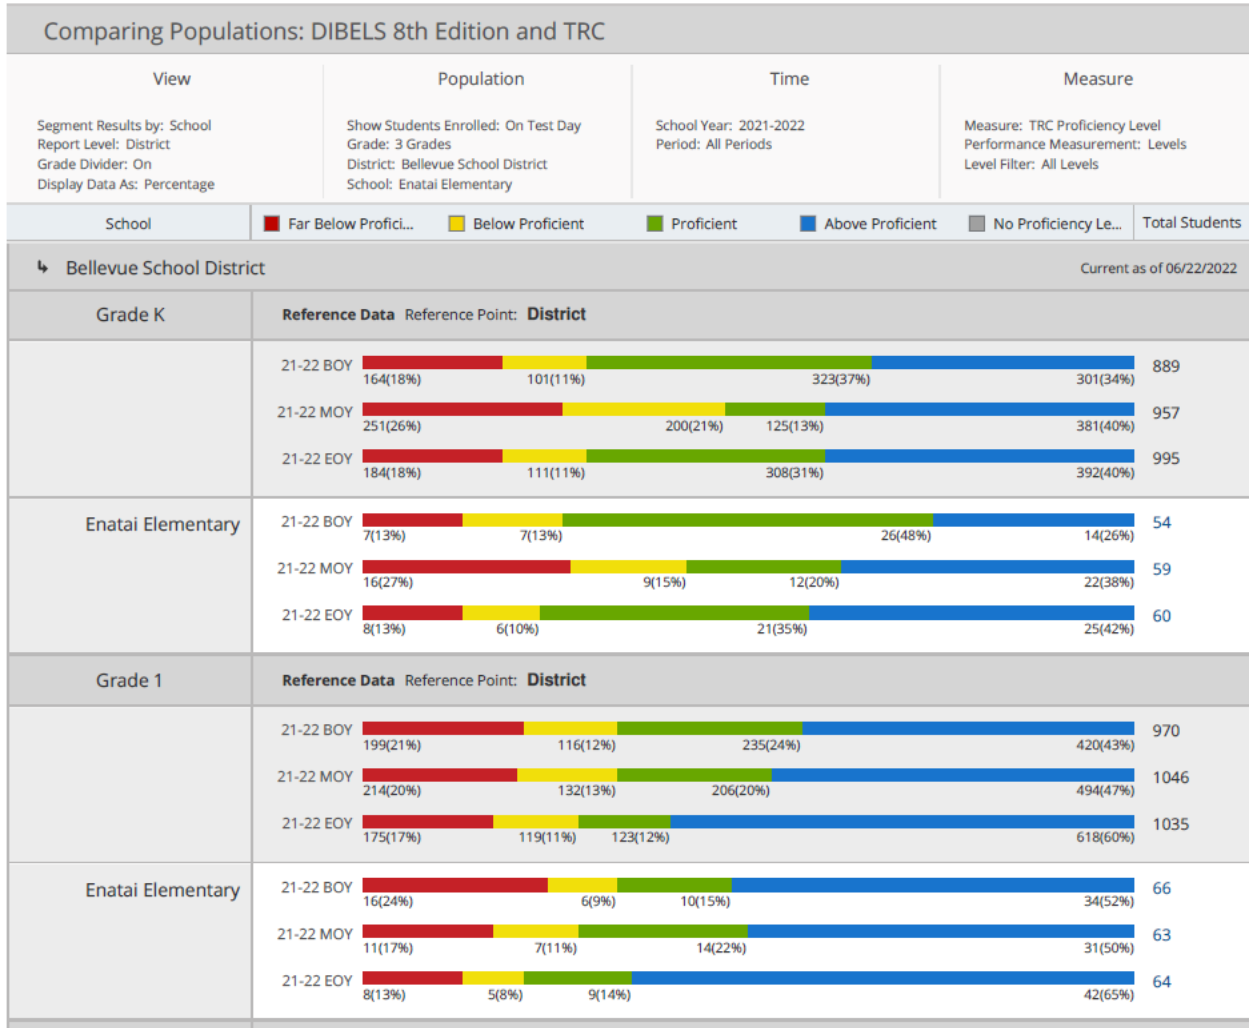 Comparing Populations: DIBELS 8th Edition and TRC
View Population Time Measure
Segment Results by: School Show Students Enrolled: On Test Day School Year: 2021-2022 Measure: TRC Proficiency Level
Report Level: District Grade: 3 Grades Period: All Periods Performance Measurement: Levels
Grade Divider: On District: Bellevue School District Level Filter: All Levels
Display Data As: Percentage School: Enatai Elementary
School Far Below Profici... Below Proficient Proficient Above Proficient No Proficiency Le... Total Students
Bellevue School District Current as of 06/22/2022
Grade K Reference Data Reference Point: District
21-22 BOY 889
164(18%) 101(11%) 323(37%) 301(34%)
21-22 MOY 957
251(26%) 200(21%) 125(13%) 381(40%)
21-22 EOY 995
184(18%) 111(11%) 308(31%) 392(40%)
Enatai Elementary 21-22 BOY 54
7(13%) 7(13%) 26(48%) 14(26%)
21-22 MOY 59
16(27%) 9(15%) 12(20%) 22(38%)
21-22 EOY 60
8(13%) 6(10%) 21(35%) 25(42%)
Grade 1 Reference Data Reference Point: District
21-22 BOY 970
199(21%) 116(12%) 235(24%) 420(43%)
21-22 MOY 1046
214(20%) 132(13%) 206(20%) 494(47%)
21-22 EOY 1035
175(17%) 119(11%) 123(12%) 618(60%)
Enatai Elementary 21-22 BOY 66
16(24%) 6(9%) 10(15%) 34(52%)
21-22 MOY 63
11(17%) 7(11%) 14(22%) 31(50%)
21-22 EOY 64
8(13%) 5(8%) 9(14%) 42(65%)